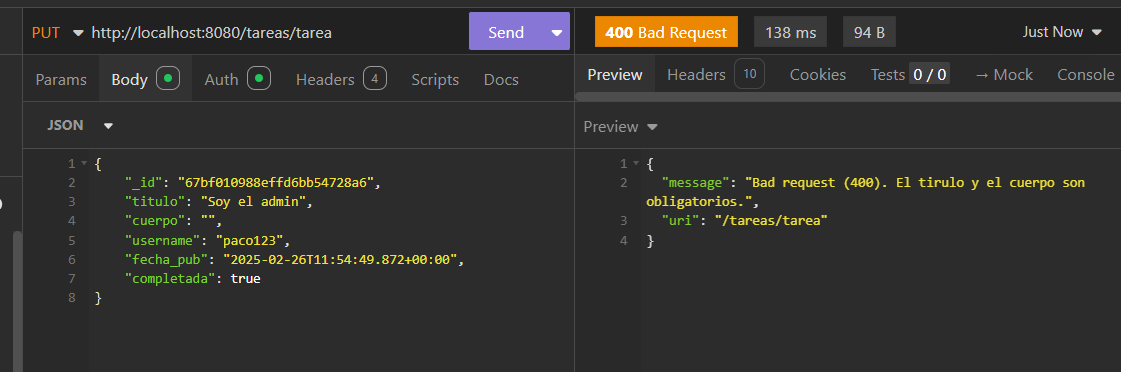 PUT http://localhost:8080/tareas/tarea Send
Params Body Auth Headers 4 Scripts Docs
JSON
1 {
2 "_id": "67bf010988effd6bb54728a6",
3 "titulo": "Soy el admin",
4 "cuerpo": "",
5 "username": "paco123",
6 "fecha_pub": "2025-02-26T11:54:49.872+00:00",
7 "completada": true
8 }
400 Bad Request 138 ms 94 B Just Now
Preview Headers 10 Cookies Tests 0 / 0 → Mock Console
Preview
1 {
2 "message": "Bad request (400). El tirulo y el cuerpo son
obligatorios.",
3 "uri": "/tareas/tarea"
4 }